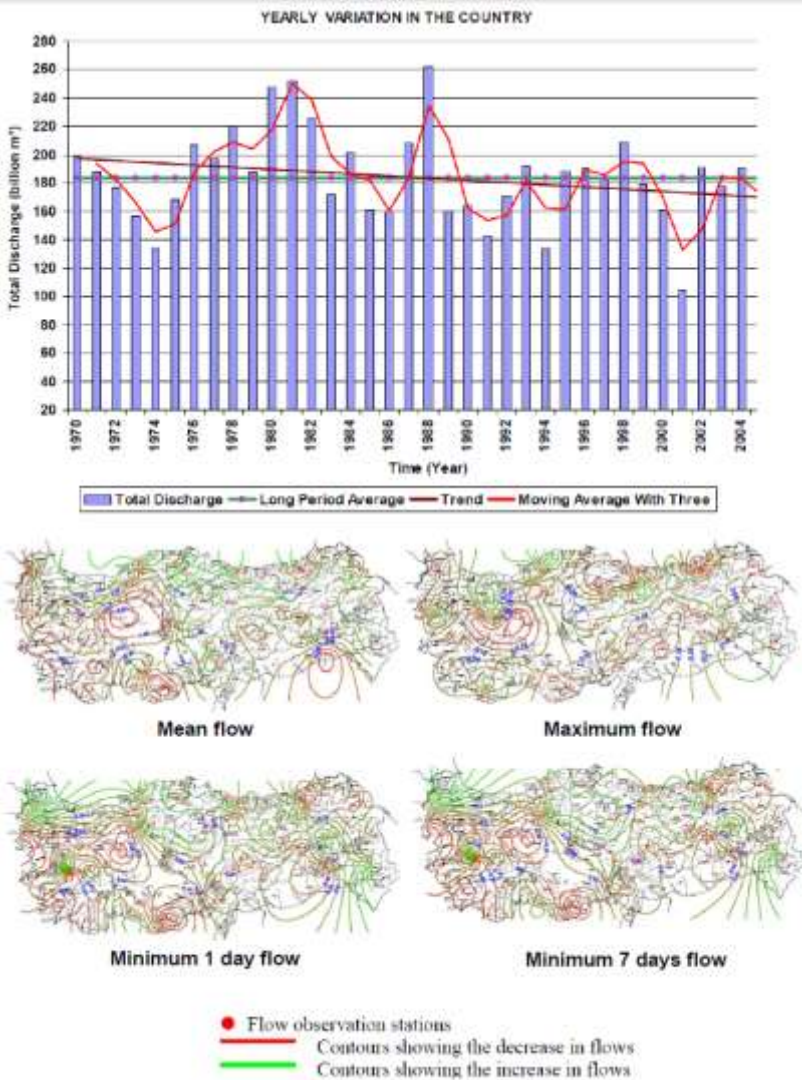 YEARLY VARIATION IN THE COUNTRY
280
260
240
220
200
180
160
140
120
100
80
60
40
20
Total Discharge (billion m³)
1970
1972
1974
1976
1978
1980
1982
1984
1986
1988
1990
1992
1994
1996
1998
2000
2002
2004
Time (Year)
Total Discharge Long Period Average Trend Moving Average With Three
Mean flow
Maximum flow
Minimum 1 day flow
Minimum 7 days flow
Flow observation stations
Contours showing the decrease in flows
Contours showing the increase in flows